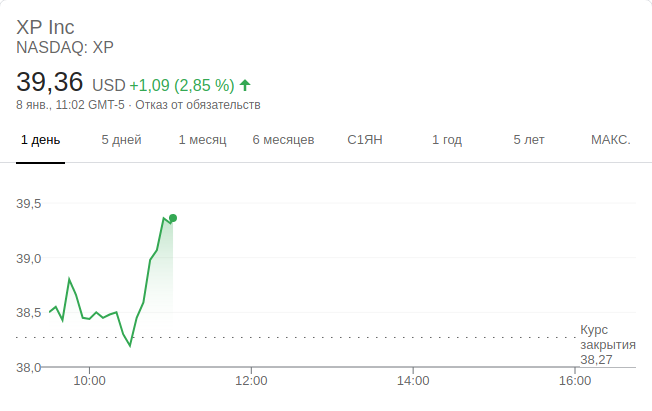 XP Inc
NASDAQ: XP
39,36 USD +1,09 (2,85 %)
8 янв., 11:02 GMT-5 · Отказ от обязательств
1 день 5 дней 1 месяц 6 месяцев С1ЯН 1 год 5 лет МАКС.
39,5
39,0
38,5
Курс
закрытия
38,27
38,0
10:00 12:00 14:00 16:00